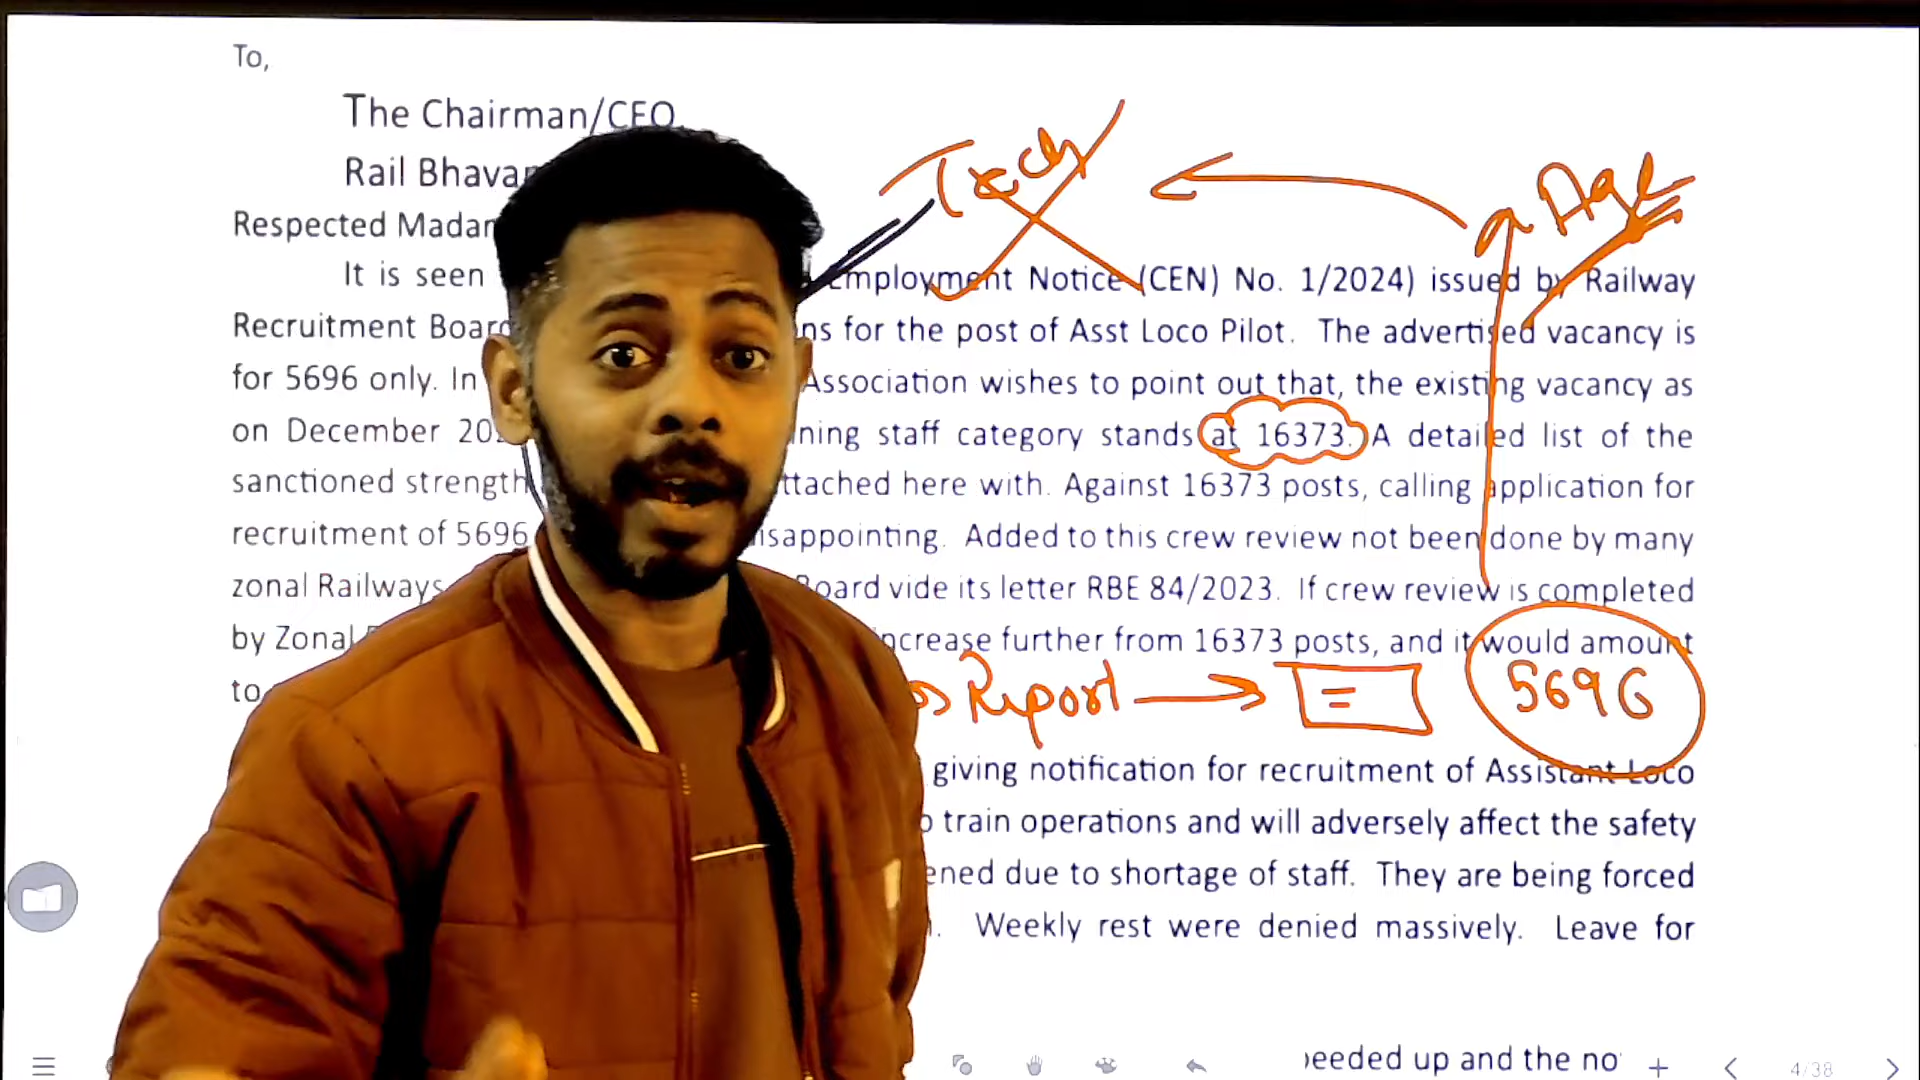 To,
The Chairman/CEO,
Rail Bhavan
Respected Madam
Tech
Age
It is seen Employment Notice (CEN) No. 1/2024) issued by Railway
Recruitment Board ns for the post of Asst Loco Pilot. The advertised vacancy is
for 5696 only. In Association wishes to point out that, the existing vacancy as
on December 20 ning staff category stands at 16373. A detailed list of the
sanctioned strength ttached here with. Against 16373 posts, calling application for
recruitment of 5696 isappointing. Added to this crew review not been done by many
zonal Railways Board vide its letter RBE 84/2023. If crew review is completed
by Zonal ncrease further from 16373 posts, and it would amount
to
Report → = 5696
giving notification for recruitment of Assistant Loco
o train operations and will adversely affect the safety
ened due to shortage of staff. They are being forced
. Weekly rest were denied massively. Leave for
eeded up and the no
4/38